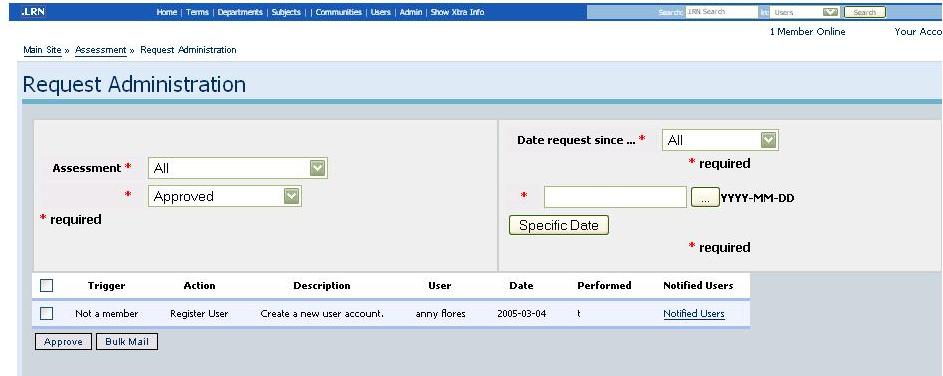 .LRN Home | Terms | Departments | Subjects | | Communities | Users | Admin | Show Xtra Info Search: LRN Search In: Users Search
1 Member Online Your Acco
Main Site » Assessment » Request Administration
Request Administration
Assessment * All
* Approved
* required
Date request since ... * All
* required
* ... YYYY-MM-DD
Specific Date
* required
Trigger Action Description User Date Performed Notified Users
Not a member Register User Create a new user account. anny flores 2005-03-04 t Notified Users
Approve Bulk Mail